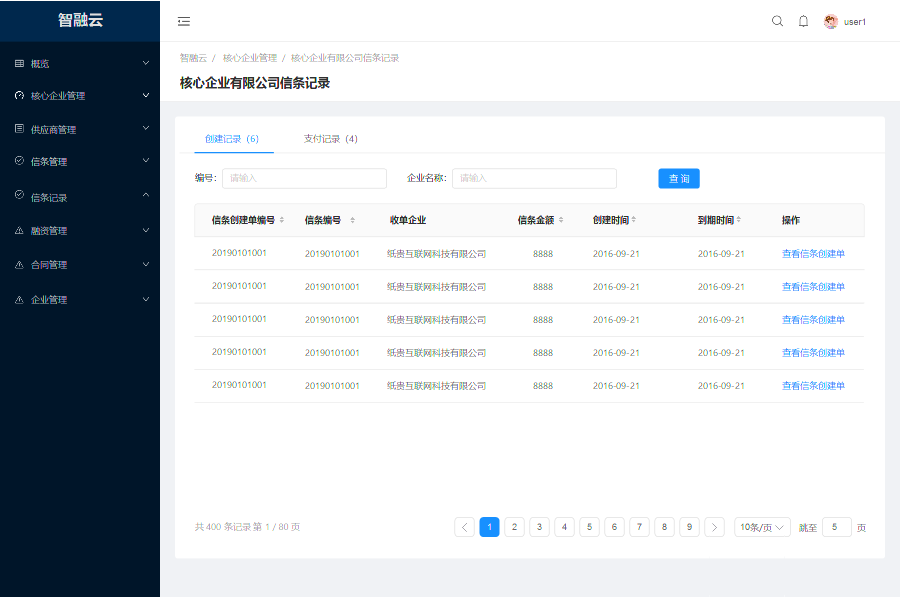 智融云
user1
概览
核心企业管理
供应商管理
信条管理
信条记录
融资管理
合同管理
企业管理
智融云 / 核心企业管理 / 核心企业有限公司信条记录
核心企业有限公司信条记录
创建记录（6） 支付记录（4）
编号： 请输入 企业名称： 请输入 查 询
信条创建单编号 信条编号 收单企业 信条金额 创建时间 到期时间 操作
20190101001 20190101001 纸贵互联网科技有限公司 8888 2016-09-21 2016-09-21 查看信条创建单
20190101001 20190101001 纸贵互联网科技有限公司 8888 2016-09-21 2016-09-21 查看信条创建单
20190101001 20190101001 纸贵互联网科技有限公司 8888 2016-09-21 2016-09-21 查看信条创建单
20190101001 20190101001 纸贵互联网科技有限公司 8888 2016-09-21 2016-09-21 查看信条创建单
20190101001 20190101001 纸贵互联网科技有限公司 8888 2016-09-21 2016-09-21 查看信条创建单
共 400 条记录 第 1 / 80 页 1 2 3 4 5 6 7 8 9 10条/页 跳至 5 页